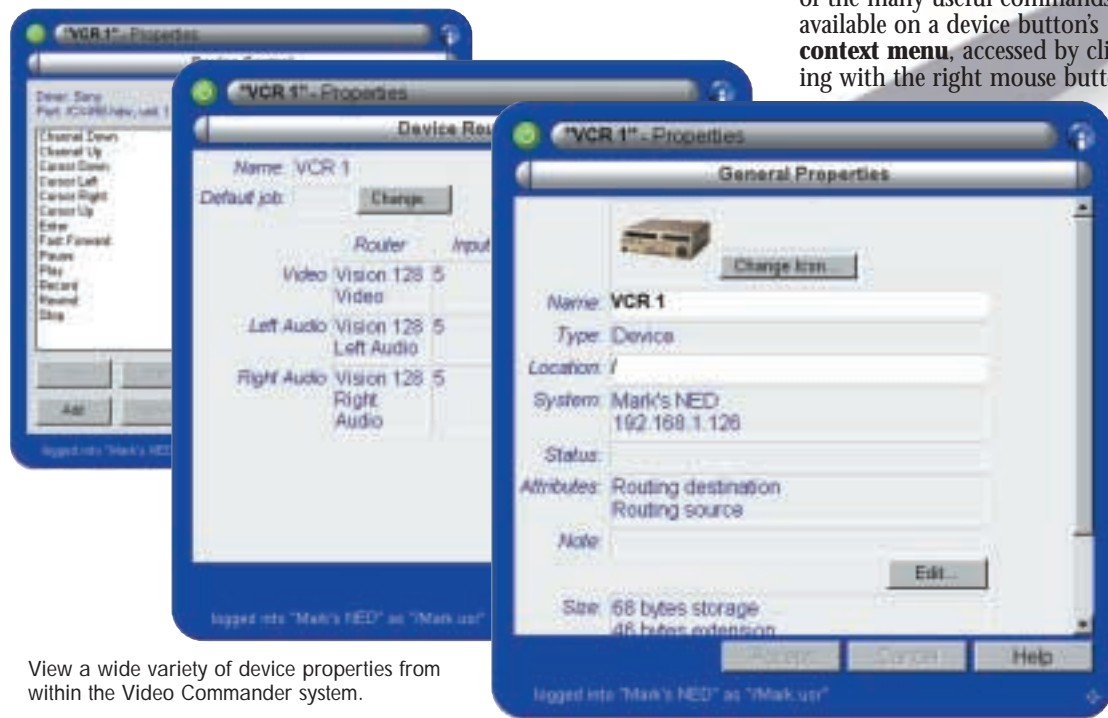 of the many useful commands
available on a device button's
context menu, accessed by cli
ing with the right mouse butt
"VCR 1" - Properties
Driver: Sony
Channel Down
Channel Up
Cursor Down
Cursor Left
Cursor Right
Cursor Up
Enter
Fast Forward
Pause
Play
Record
Rewind
Stop
Add
logged into "Mark's NED"
"VCR 1" - Properties
Device Rou
Name: VCR 1
Default job: Change...
Router Input
Video Vision 128 5
Video
Left Audio Vision 128 5
Left Audio
Right Audio Vision 128 5
Right
Audio
logged into "Mark's NED" as "/Mark.usr"
"VCR 1" - Properties
General Properties
Change Icon...
Name: VCR 1
Type: Device
Location: /
System: Mark's NED
192.168.1.126
Status:
Attributes: Routing destination
Routing source
Note:
Edit...
Size: 68 bytes storage
46 bytes extension
Accept Cancel Help
logged into "Mark's NED" as "/Mark.usr"
View a wide variety of device properties from
within the Video Commander system.